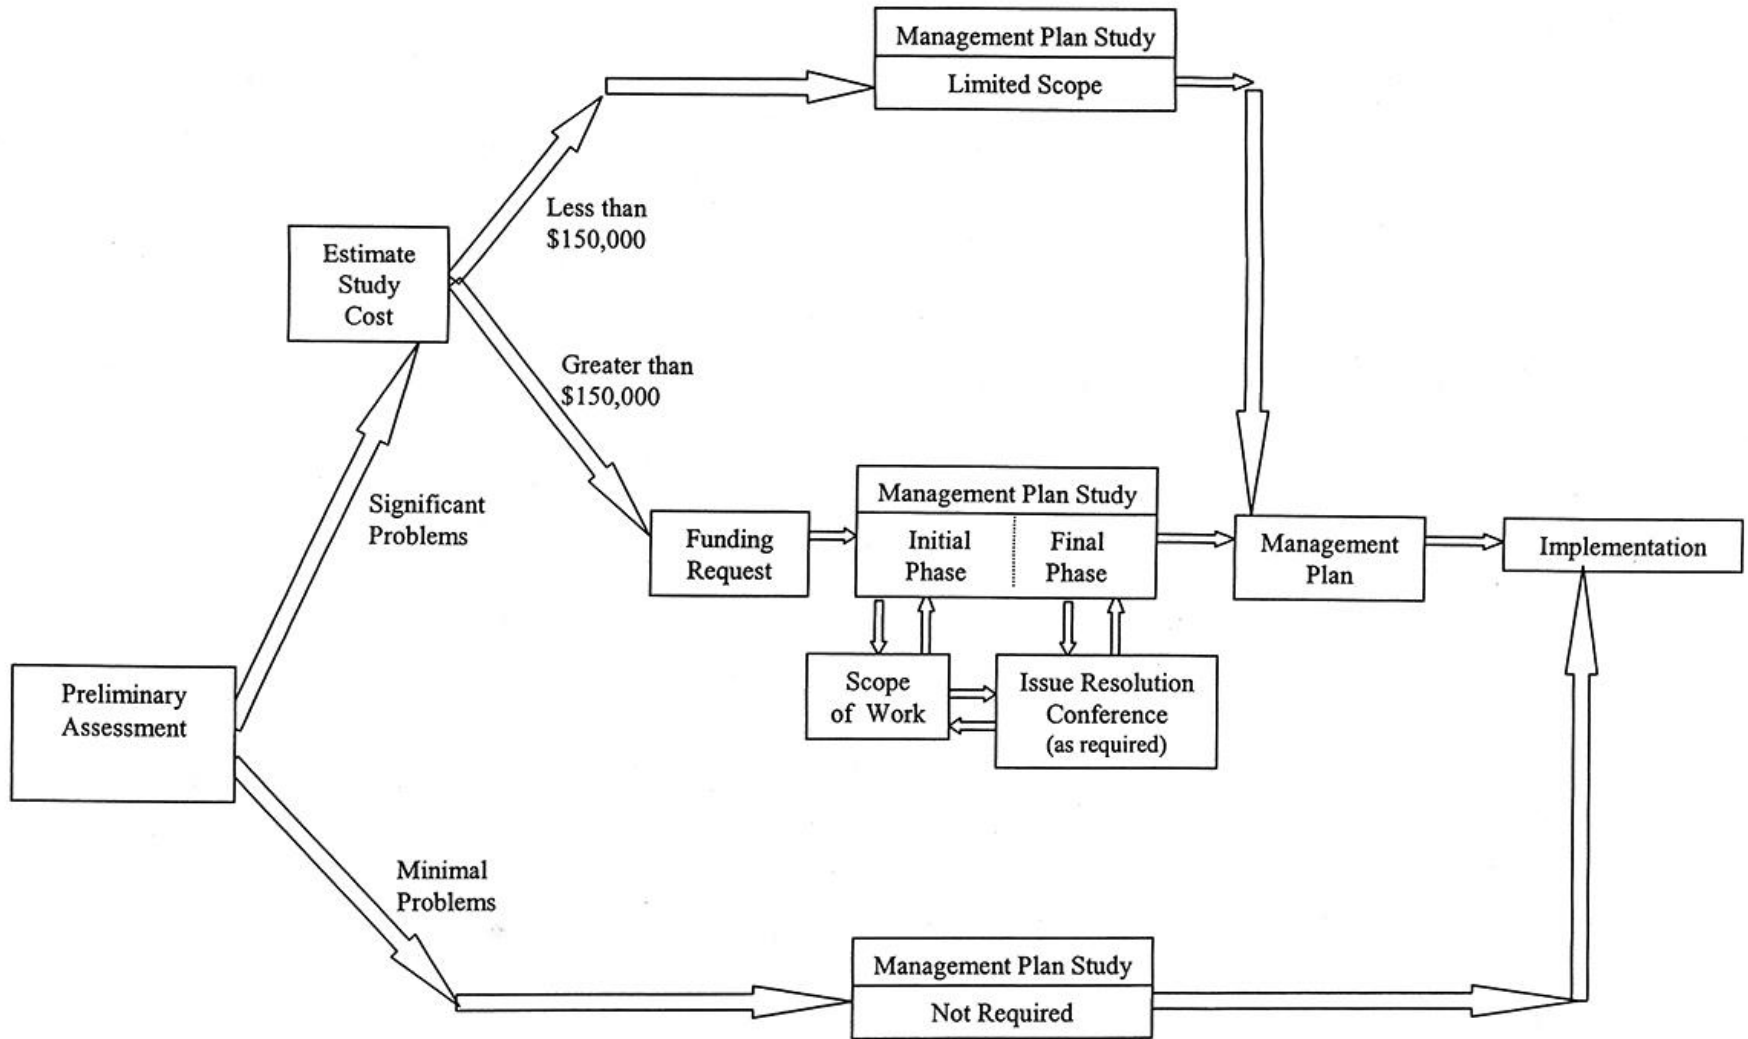 Management Plan Study
Limited Scope
Less than
$150,000
Estimate
Study
Cost
Greater than
$150,000
Significant
Problems
Funding
Request
Management Plan Study
Initial
Phase
Final
Phase
Management
Plan
Implementation
Scope
of Work
Issue Resolution
Conference
(as required)
Preliminary
Assessment
Minimal
Problems
Management Plan Study
Not Required